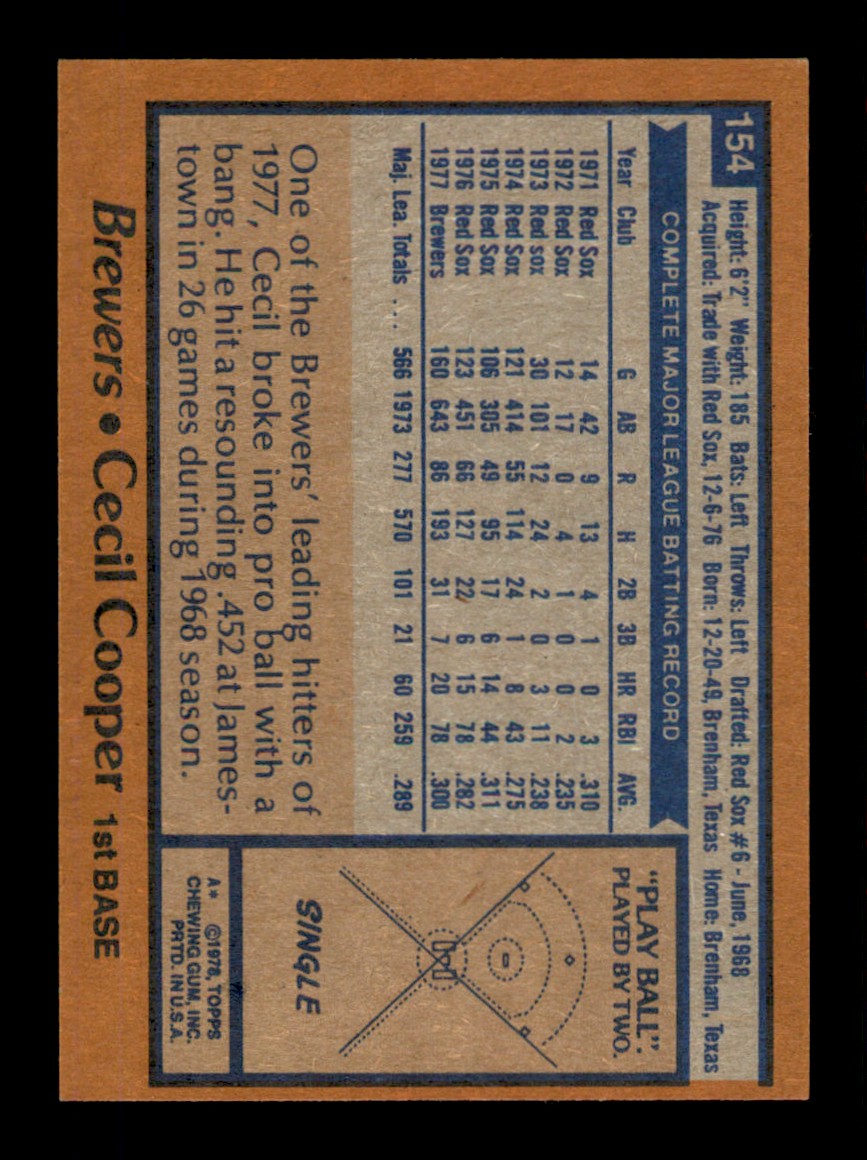 154
Height: 6'2" Weight: 185 Bats: Left Throws: Left Drafted: Red Sox #6 - June, 1968
Acquired: Trade with Red Sox, 12-6-76 Born: 12-20-49, Brenham, Texas Home: Brenham, Texas
COMPLETE MAJOR LEAGUE BATTING RECORD
Year Club G AB R H 2B 3B HR RBI AVG.
1971 Red Sox 14 42 9 13 4 1 0 3 .310
1972 Red Sox 12 17 0 4 1 0 0 2 .235
1973 Red sox 30 101 12 24 2 0 3 11 .238
1974 Red Sox 121 414 55 114 24 1 8 43 .275
1975 Red Sox 106 305 49 95 17 6 14 44 .311
1976 Red Sox 123 451 66 127 22 6 15 78 .282
1977 Brewers 160 643 86 193 31 7 20 78 .300
Maj. Lea. Totals ... 566 1973 277 570 101 21 60 259 .289
One of the Brewers' leading hitters of
1977, Cecil broke into pro ball with a
bang. He hit a resounding .452 at James-
town in 26 games during 1968 season.
"PLAY BALL".
PLAYED BY TWO.
SINGLE
A* ©1978, TOPPS
CHEWING GUM, INC.
PRTD. IN U.S.A.
Brewers • Cecil Cooper 1st BASE